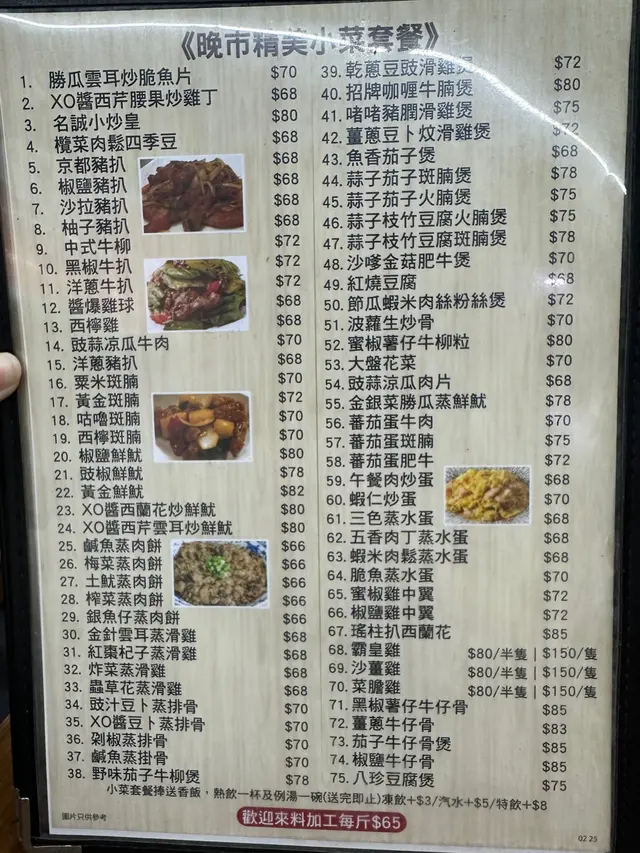 《晚市精美小菜套餐》
1. 勝瓜雲耳炒脆魚片 $70
2. XO醬西芹腰果炒雞丁 $68
3. 名誠小炒皇 $80
4. 欖菜肉鬆四季豆 $68
5. 京都豬扒 $68
6. 椒鹽豬扒 $68
7. 沙拉豬扒 $68
8. 柚子豬扒 $68
9. 中式牛柳 $72
10. 黑椒牛扒 $72
11. 洋蔥牛扒 $72
12. 醬爆雞球 $68
13. 西檸雞 $68
14. 豉蒜凉瓜牛肉 $70
15. 洋蔥豬扒 $68
16. 粟米斑腩 $70
17. 黃金斑腩 $72
18. 咕嚕斑腩 $70
19. 西檸斑腩 $70
20. 椒鹽鮮魷 $80
21. 豉椒鮮魷 $78
22. 黃金鮮魷 $82
23. XO醬西蘭花炒鮮魷 $80
24. XO醬西芹雲耳炒鮮魷 $80
25. 鹹魚蒸肉餅 $66
26. 梅菜蒸肉餅 $66
27. 土魷蒸肉餅 $66
28. 榨菜蒸肉餅 $66
29. 銀魚仔蒸肉餅 $66
30. 金針雲耳蒸滑雞 $68
31. 紅棗杞子蒸滑雞 $68
32. 炸菜蒸滑雞 $68
33. 蟲草花蒸滑雞 $68
34. 豉汁豆卜蒸排骨 $70
35. XO醬豆卜蒸排骨 $70
36. 剁椒蒸排骨 $70
37. 鹹魚蒸掛骨 $70
38. 野味茄子牛柳煲 $78
39. 乾蔥豆豉滑雞煲 $72
40. 招牌咖喱牛腩煲 $80
41. 啫啫豬膶滑雞煲 $75
42. 薑蔥豆卜炆滑雞煲 $72
43. 魚香茄子煲 $68
44. 蒜子茄子斑腩煲 $78
45. 蒜子茄子火腩煲 $75
46. 蒜子枝竹豆腐火腩煲 $75
47. 蒜子枝竹豆腐斑腩煲 $78
48. 沙嗲金菇肥牛煲 $70
49. 紅燒豆腐 $68
50. 節瓜蝦米肉絲粉絲煲 $72
51. 波蘿生炒骨 $70
52. 蜜椒薯仔牛柳粒 $80
53. 大盤花菜 $70
54. 豉蒜涼瓜肉片 $68
55. 金銀菜勝瓜蒸鮮魷 $78
56. 蕃茄蛋牛肉 $70
57. 蕃茄蛋斑腩 $75
58. 蕃茄蛋肥牛 $72
59. 午餐肉炒蛋 $68
60. 蝦仁炒蛋 $70
61. 三色蒸水蛋 $68
62. 五香肉丁蒸水蛋 $68
63. 蝦米肉鬆蒸水蛋 $68
64. 脆魚蒸水蛋 $70
65. 蜜椒雞中翼 $72
66. 椒鹽雞中翼 $72
67. 瑤柱扒西蘭花 $85
68. 霸皇雞 $80/半隻 | $150/隻
69. 沙薑雞 $80/半隻 | $150/隻
70. 菜膽雞 $80/半隻 | $150/隻
71. 黑椒薯仔牛仔骨 $85
72. 薑蔥牛仔骨 $83
73. 茄子牛仔骨煲 $85
74. 椒鹽牛仔骨 $85
75. 八珍豆腐煲 $75
小菜套餐捧送香飯，熱飲一杯及例湯一碗(送完即止)凍飲+$3/汽水+$5/特飲+$8
圖片只供參考
歡迎來料加工每斤$65
02 25